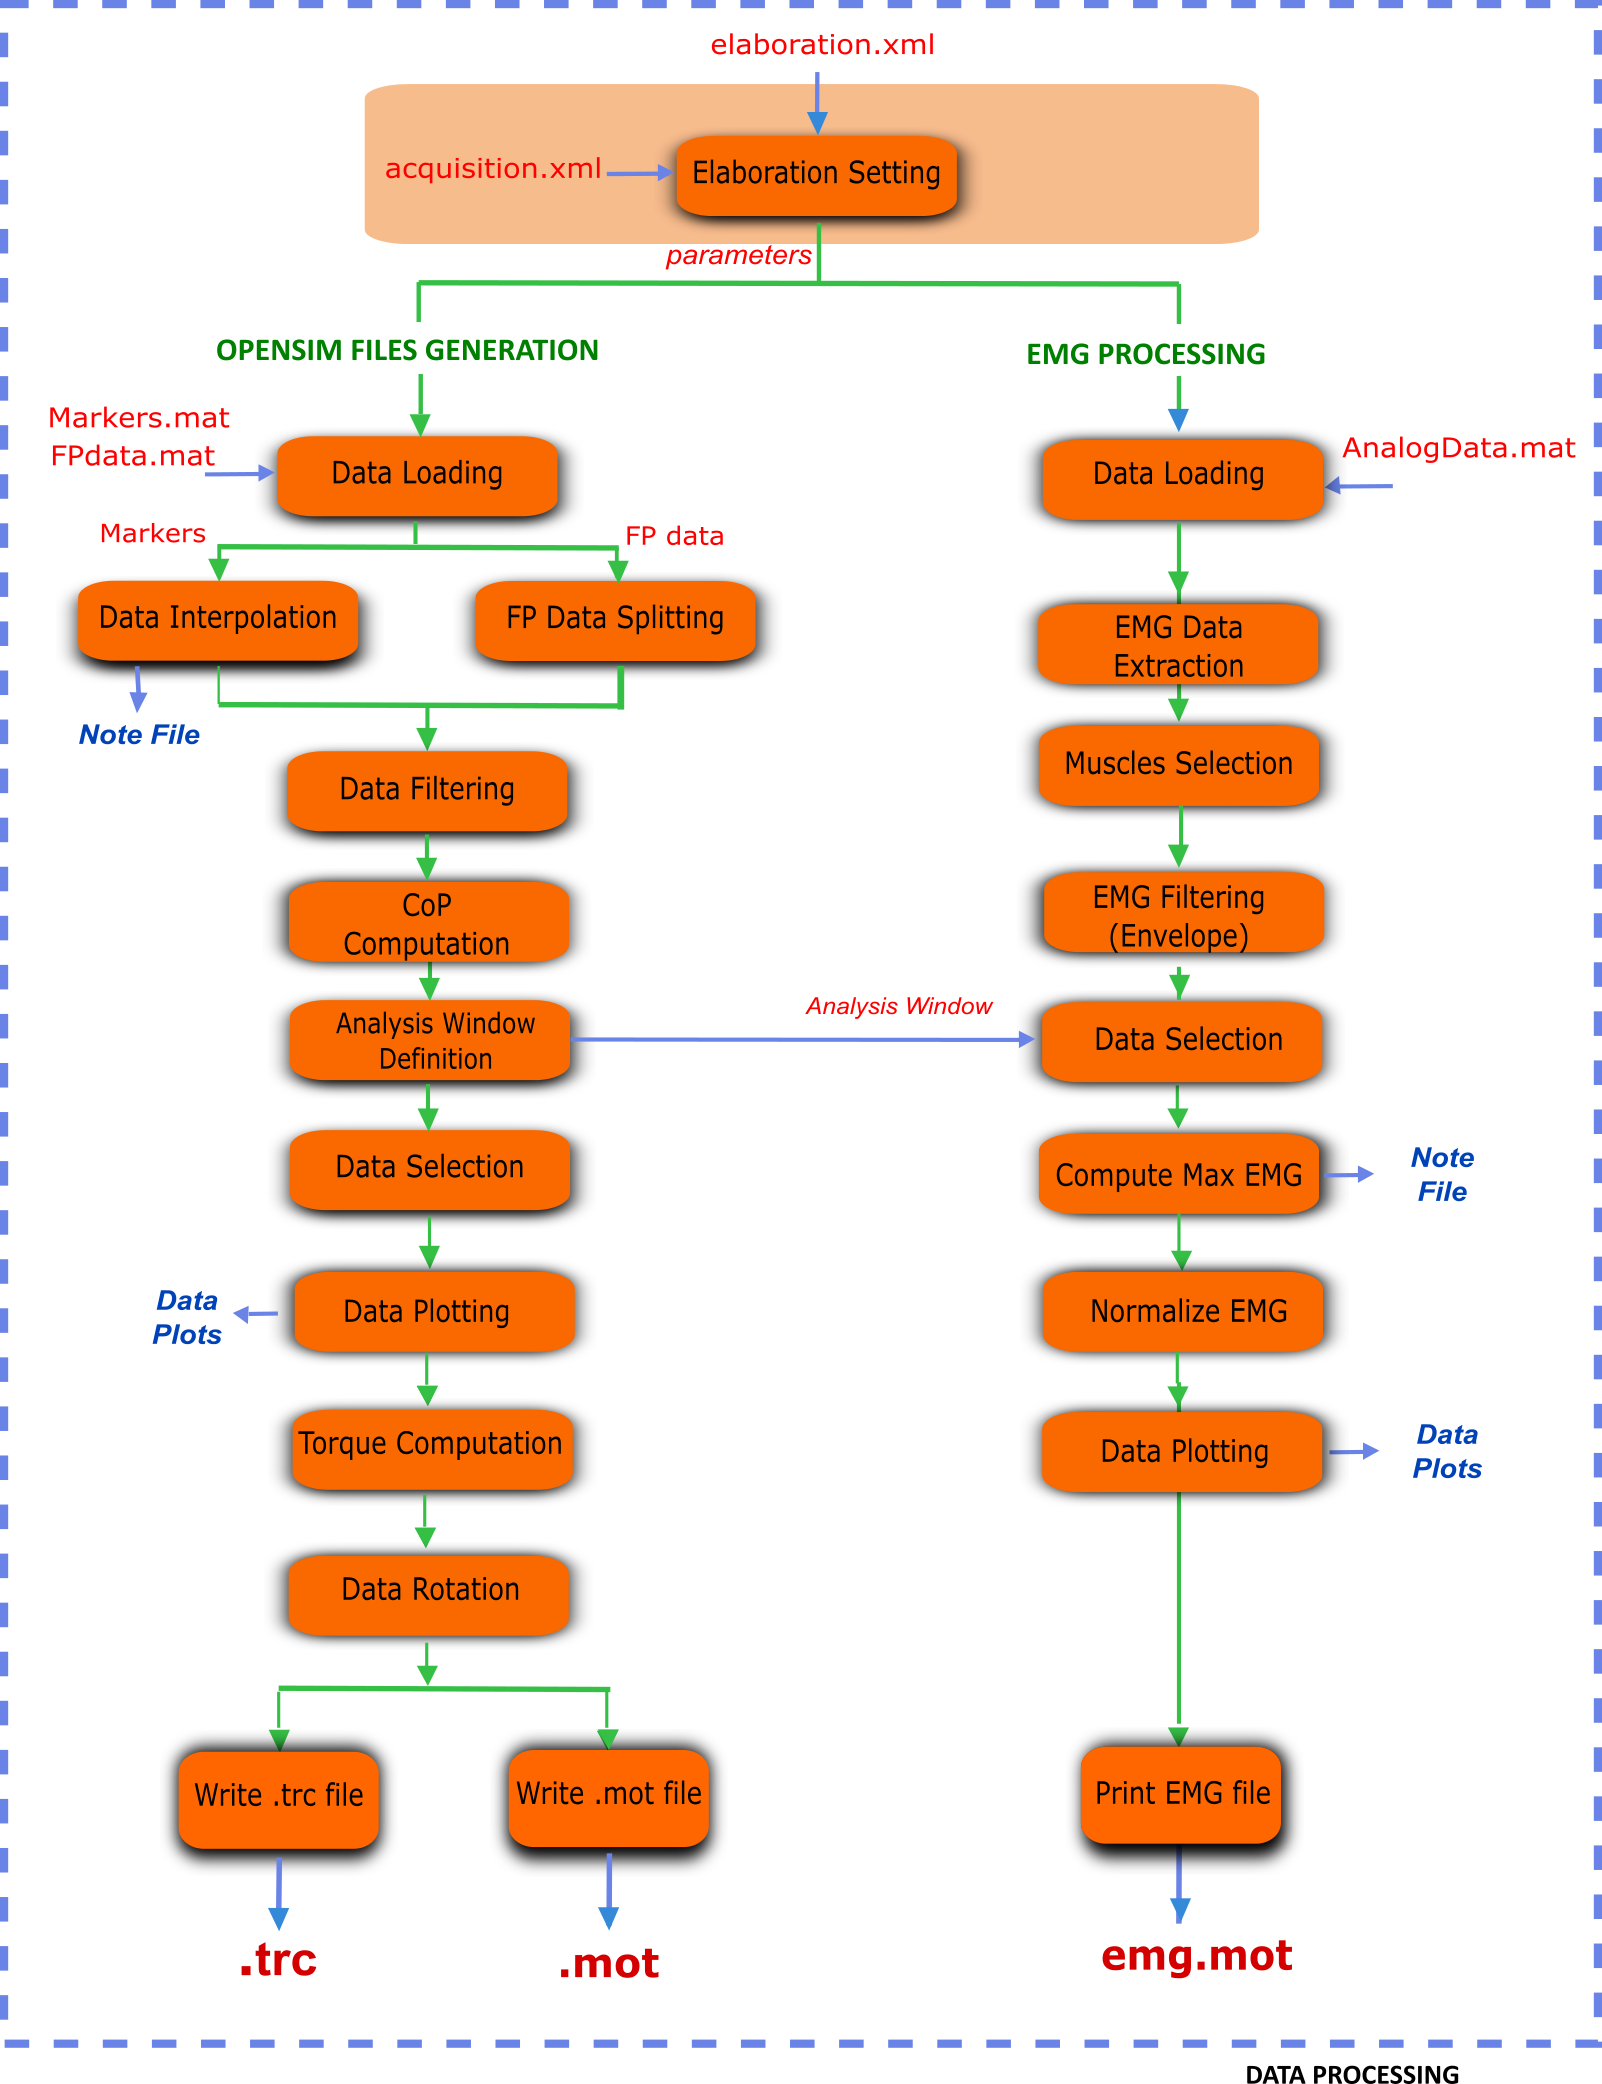 elaboration.xml
acquisition.xml
Elaboration Setting
parameters
OPENSIM FILES GENERATION
Markers.mat
FPdata.mat
Data Loading
Markers
FP data
Data Interpolation
FP Data Splitting
Note File
Data Filtering
CoP
Computation
Analysis Window
Definition
Analysis Window
Data Selection
Data Plotting
Data
Plots
Torque Computation
Data Rotation
Write .trc file
Write .mot file
.trc
.mot
EMG PROCESSING
AnalogData.mat
Data Loading
EMG Data
Extraction
Muscles Selection
EMG Filtering
(Envelope)
Data Selection
Compute Max EMG
Note
File
Normalize EMG
Data Plotting
Data
Plots
Print EMG file
emg.mot
DATA PROCESSING